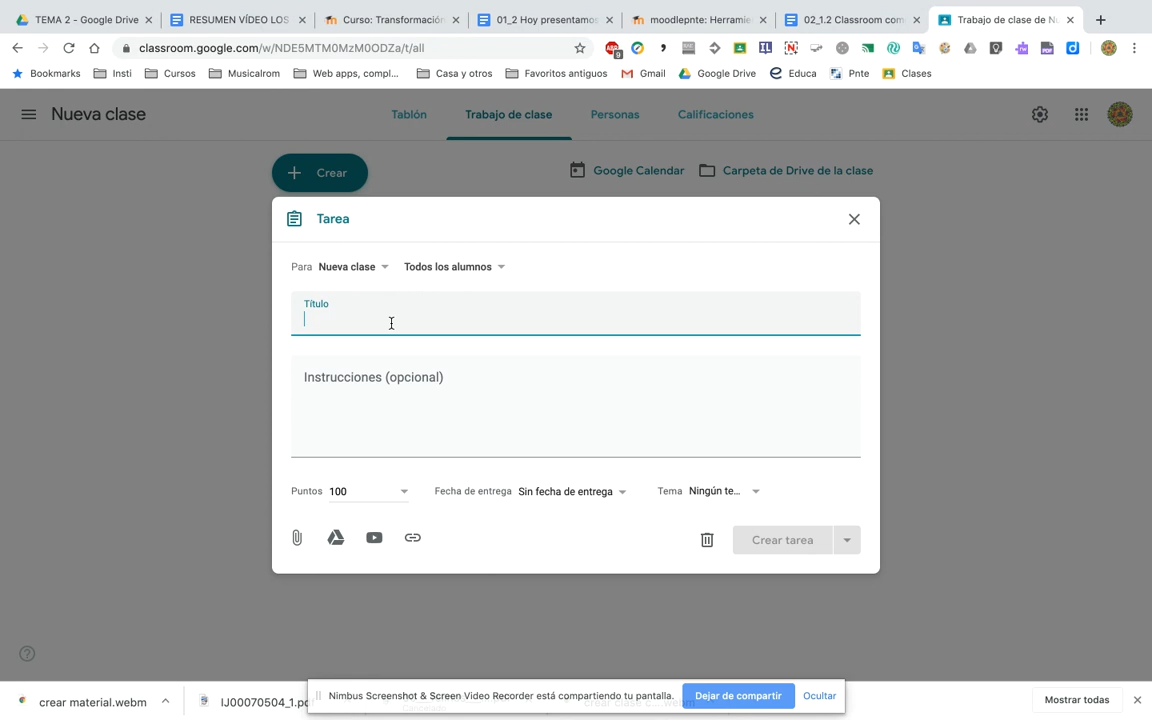 TEMA 2 - Google Drive
RESUMEN VÍDEO LOS
Curso: Transformación
01_2 Hoy presentamos
moodlepnte: Herramie
02_1.2 Classroom com
Trabajo de clase de Nu
classroom.google.com/w/NDE5MTM0MzM0ODZa/t/all
Bookmarks
Insti
Cursos
Musicalrom
Web apps, compl...
Casa y otros
Favoritos antiguos
Gmail
Google Drive
Educa
Pnte
Clases
Nueva clase
Tablón
Trabajo de clase
Personas
Calificaciones
Crear
Google Calendar
Carpeta de Drive de la clase
Tarea
Para Nueva clase
Todos los alumnos
Título
Instrucciones (opcional)
Puntos 100
Fecha de entrega Sin fecha de entrega
Tema Ningún te...
Crear tarea
crear material.webm
IJ00070504_1.pd
Nimbus Screenshot & Screen Video Recorder está compartiendo tu pantalla.
Dejar de compartir
Ocultar
Mostrar todas